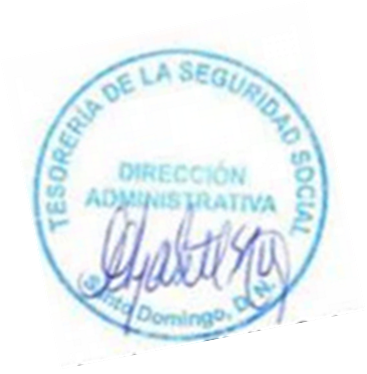 TESORERÍA DE LA SEGURIDAD SOCIAL
DIRECCIÓN
ADMINISTRATIVA
Santo Domingo, D. N.